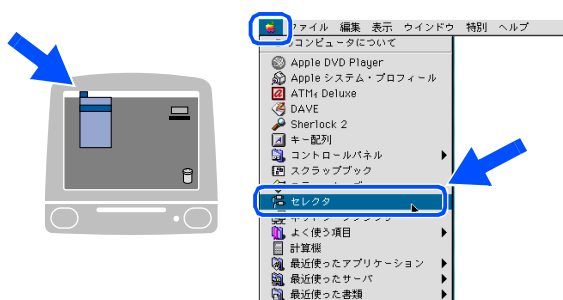 ファイル 編集 表示 ウインドウ 特別 ヘルプ
コンピュータについて
Apple DVD Player
Apple システム・プロフィール
ATM Deluxe
DAVE
Sherlock 2
キー配列
コントロールパネル
スクラップブック
セレクタ
よく使う項目
計算機
最近使ったアプリケーション
最近使ったサーバ
最近使った書類